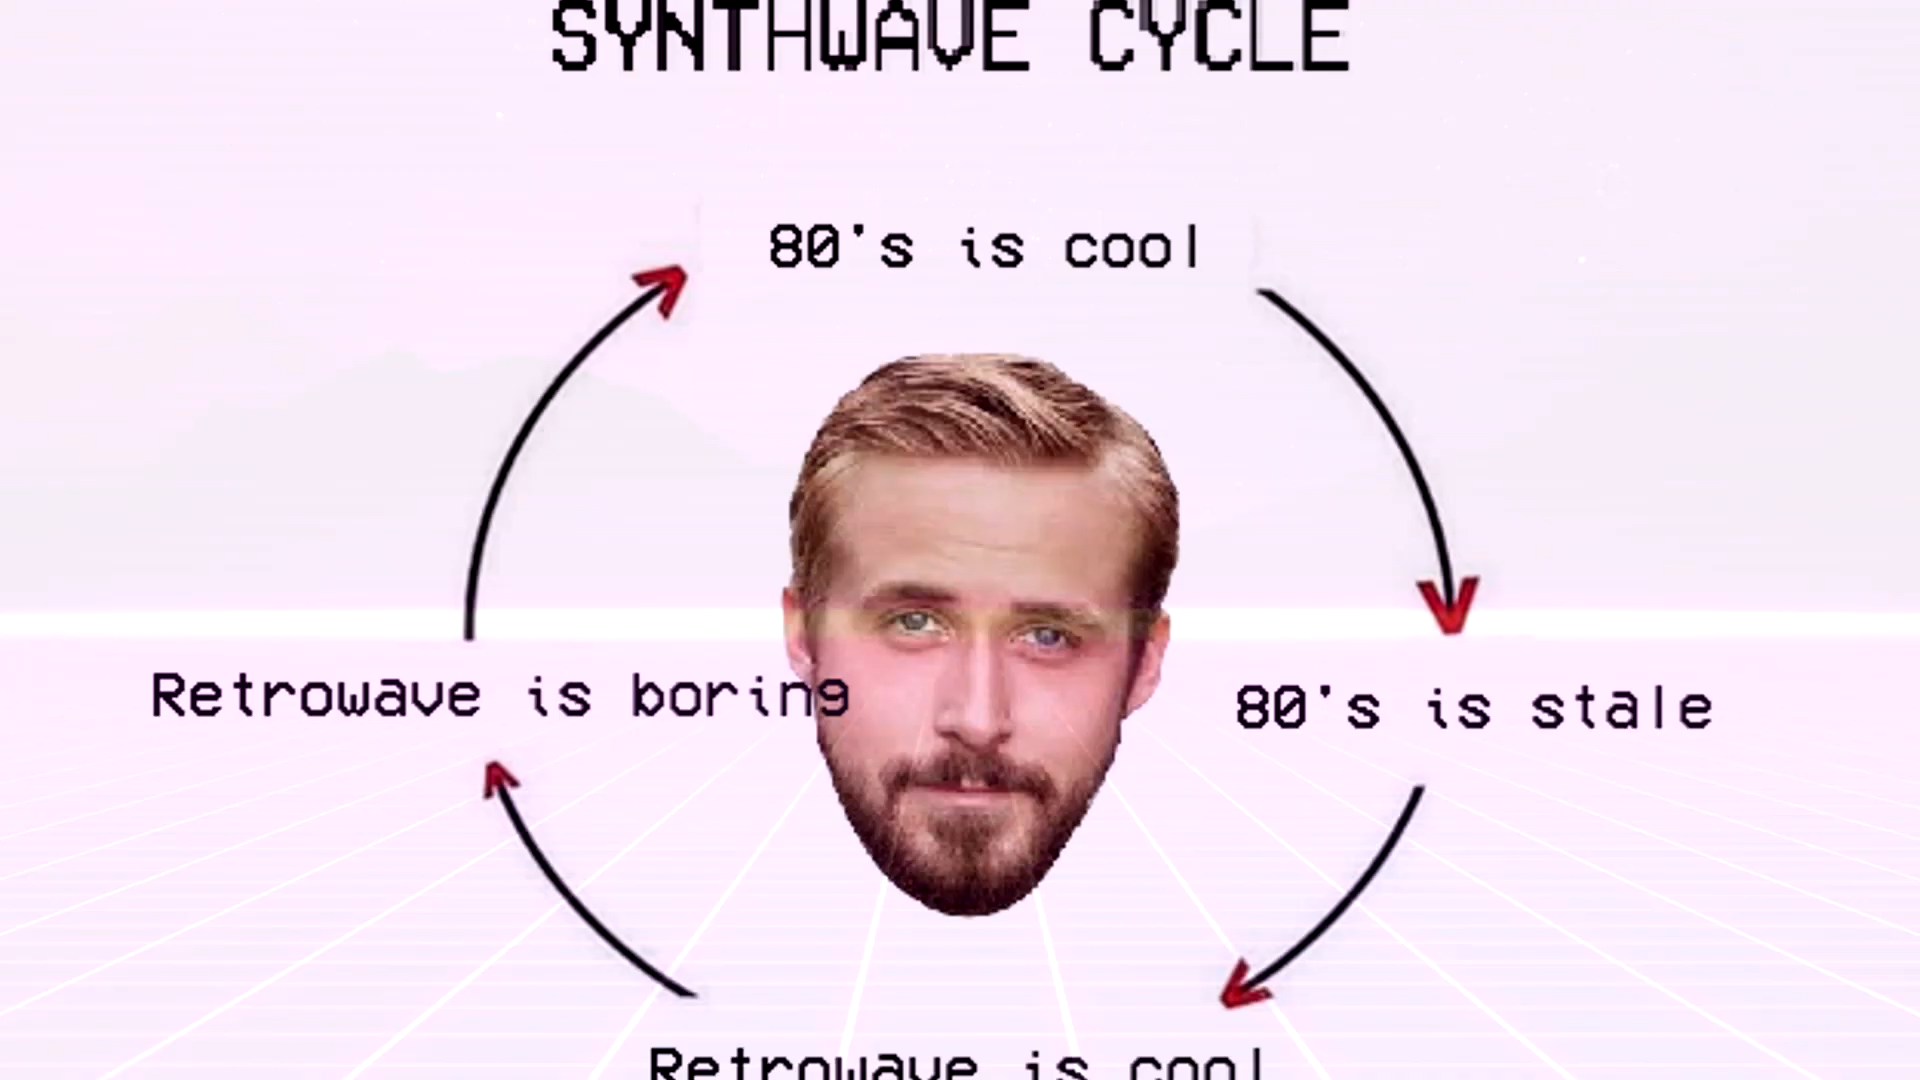 SYNTHWAVE CYCLE
80's is cool
Retrowave is boring
80's is stale
Retrowave is cool